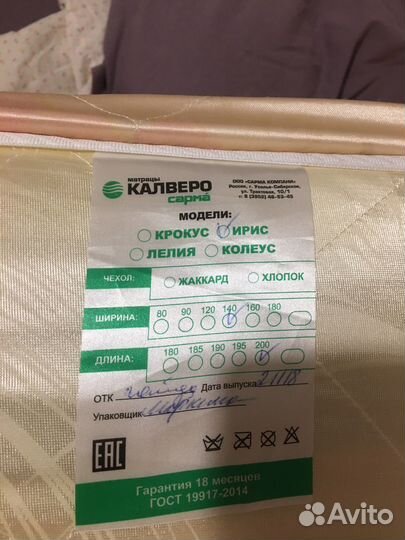 матрацы
КАЛВЕРО
сарма
ООО «САРМА КОМПАНИ»
Россия, г. Усолье-Сибирское,
ул. Трактовая, 10/1
т. 8 (3952) 48-53-45
МОДЕЛИ:
КРОКУС ИРИС
ЛЕЛИЯ КОЛЕУС
ЧЕХОЛ: ЖАККАРД ХЛОПОК
ШИРИНА: 80 90 120 140 160 180
ДЛИНА: 180 185 190 195 200
ОТК Дата выпуска
Упаковщик
EAC
Гарантия 18 месяцев
ГОСТ 19917-2014
Avito